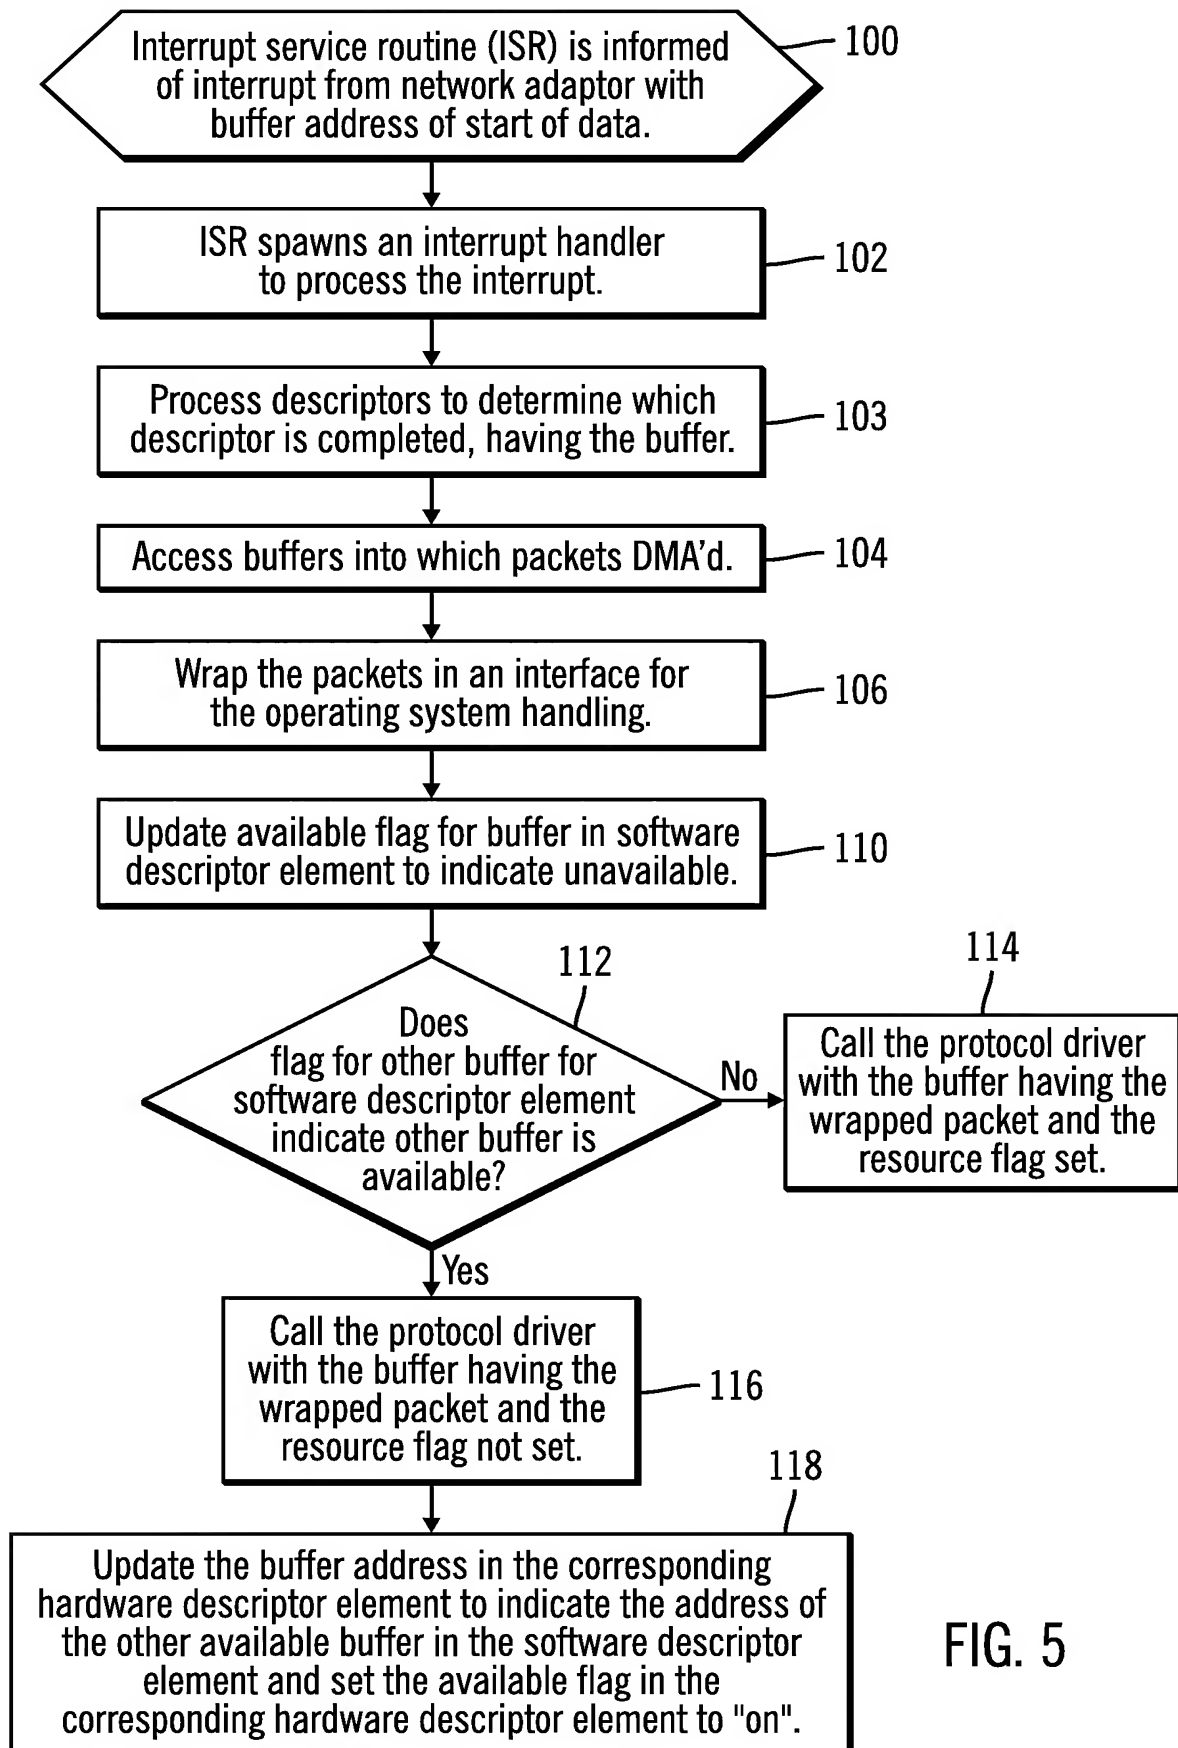 Interrupt service routine (ISR) is informed
of interrupt from network adaptor with
buffer address of start of data.
100
ISR spawns an interrupt handler
to process the interrupt.
102
Process descriptors to determine which
descriptor is completed, having the buffer.
103
Access buffers into which packets DMA'd.
104
Wrap the packets in an interface for
the operating system handling.
106
Update available flag for buffer in software
descriptor element to indicate unavailable.
110
112
Does
flag for other buffer for
software descriptor element
indicate other buffer is
available?
No
114
Call the protocol driver
with the buffer having the
wrapped packet and the
resource flag set.
Yes
Call the protocol driver
with the buffer having the
wrapped packet and the
resource flag not set.
116
118
Update the buffer address in the corresponding
hardware descriptor element to indicate the address of
the other available buffer in the software descriptor
element and set the available flag in the
corresponding hardware descriptor element to "on".
FIG. 5